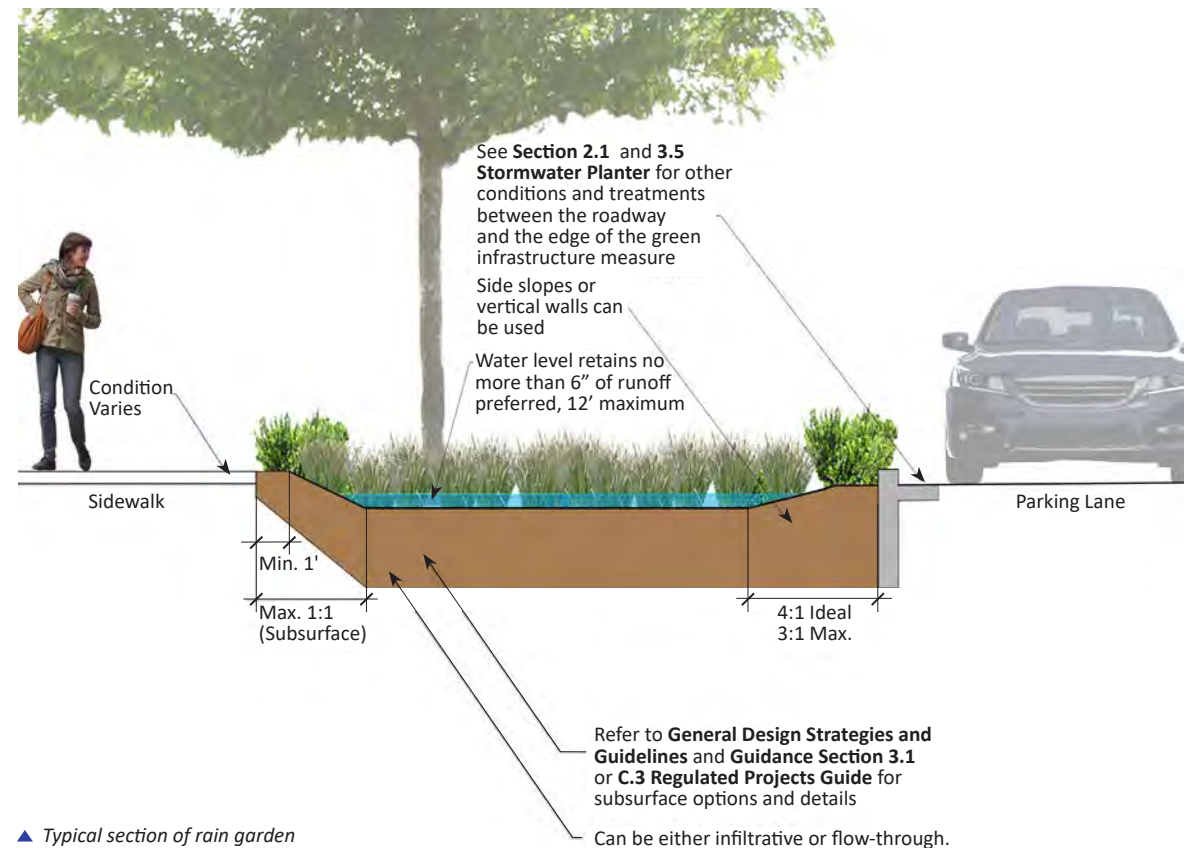 See Section 2.1 and 3.5
Stormwater Planter for other
conditions and treatments
between the roadway
and the edge of the green
infrastructure measure
Side slopes or
vertical walls can
be used
Water level retains no
more than 6” of runoff
preferred, 12’ maximum
Condition
Varies
Sidewalk
Parking Lane
Min. 1'
Max. 1:1
(Subsurface)
4:1 Ideal
3:1 Max.
Refer to General Design Strategies and
Guidelines and Guidance Section 3.1
or C.3 Regulated Projects Guide for
subsurface options and details
Can be either infiltrative or flow-through.
Typical section of rain garden